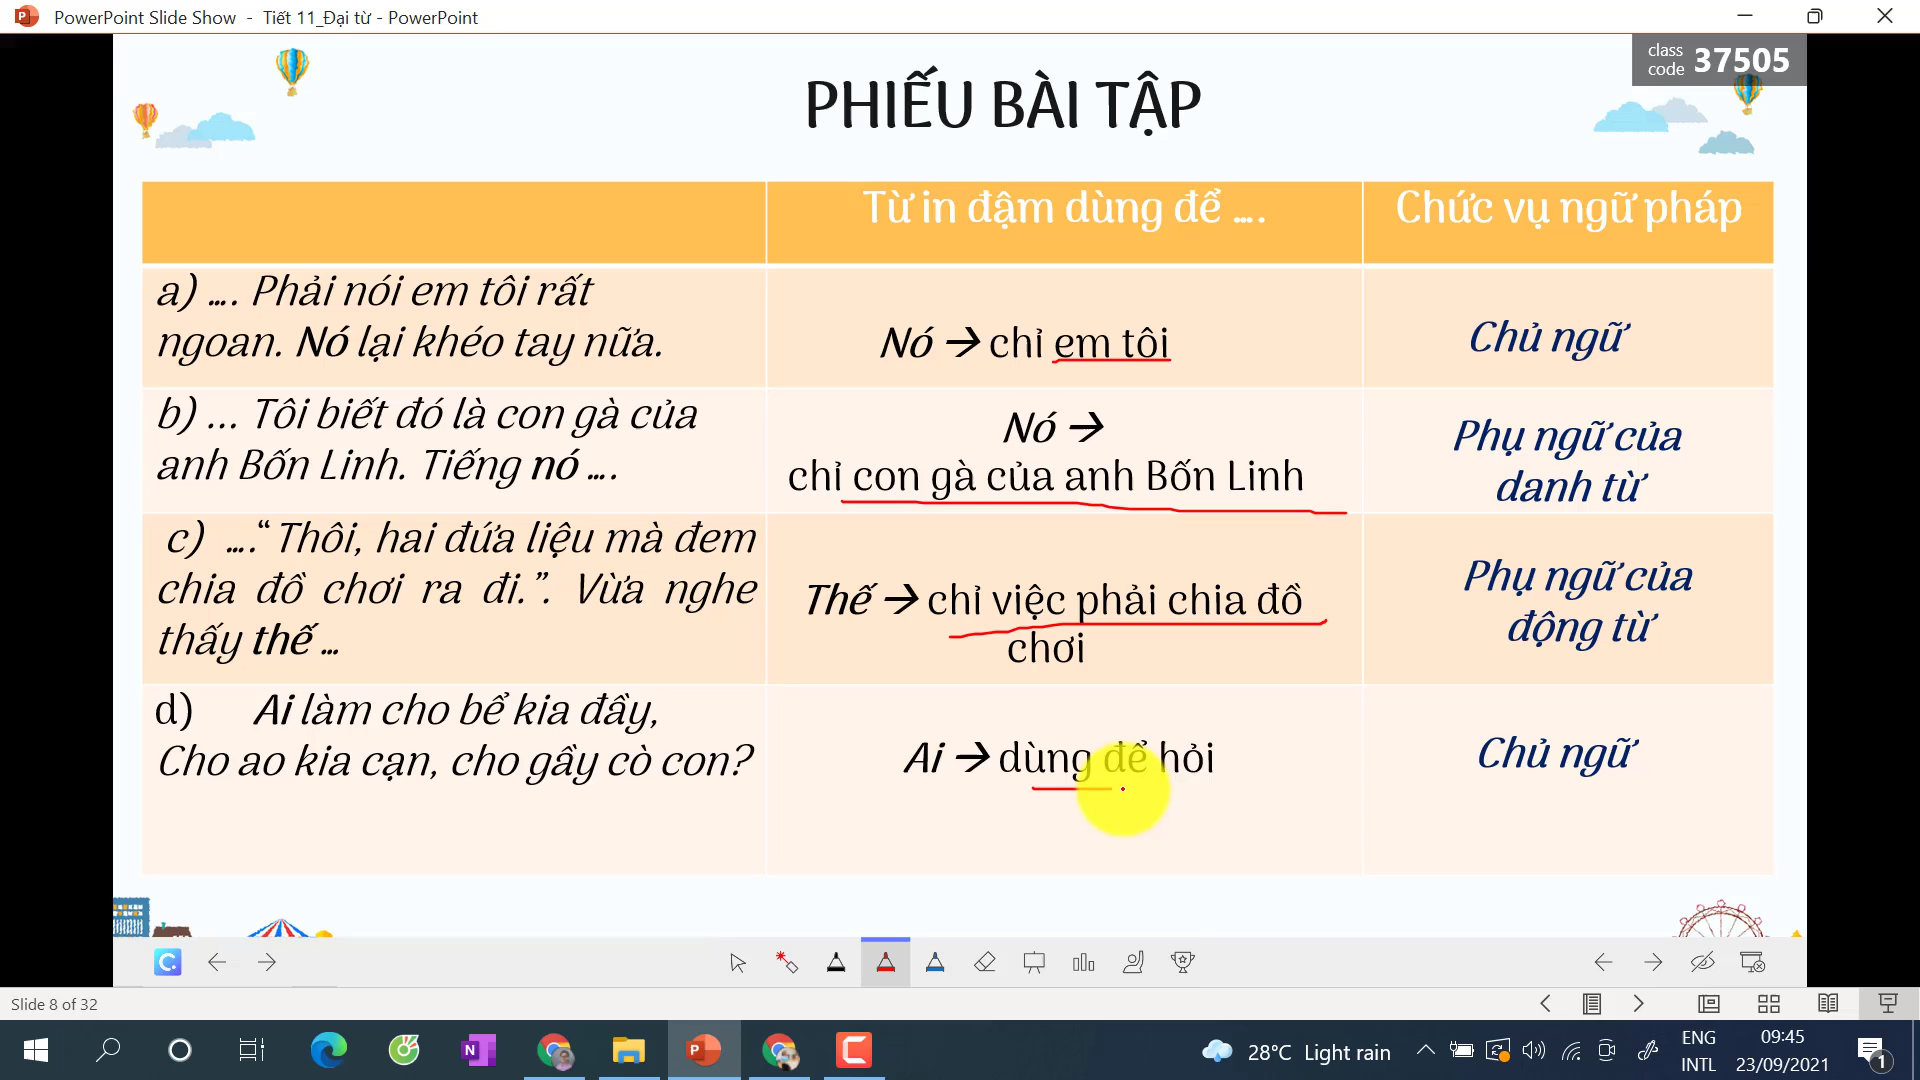 PowerPoint Slide Show - Tiết 11_Đại từ - PowerPoint
class
code 37505
PHIẾU BÀI TẬP
Từ in đậm dùng để ....
Chức vụ ngữ pháp
a) .... Phải nói em tôi rất
ngoan. Nó lại khéo tay nữa.
Nó → chỉ em tôi
Chủ ngữ
b) ... Tôi biết đó là con gà của
anh Bốn Linh. Tiếng nó ....
Nó →
chỉ con gà của anh Bốn Linh
Phụ ngữ của
danh từ
c) ....“ Thôi, hai đứa liệu mà đem
chia đồ chơi ra đi.”. Vừa nghe
thấy thế ...
Thế → chỉ việc phải chia đồ
chơi
Phụ ngữ của
động từ
d) Ai làm cho bể kia đầy,
Cho ao kia cạn, cho gầy cò con?
Ai → dùng để hỏi
Chủ ngữ
Slide 8 of 32
28°C Light rain
ENG
INTL
09:45
23/09/2021
1